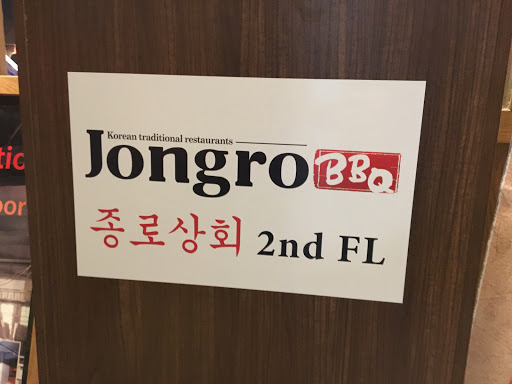 Korean traditional restaurants
Jongro BBQ
종로상회 2nd FL